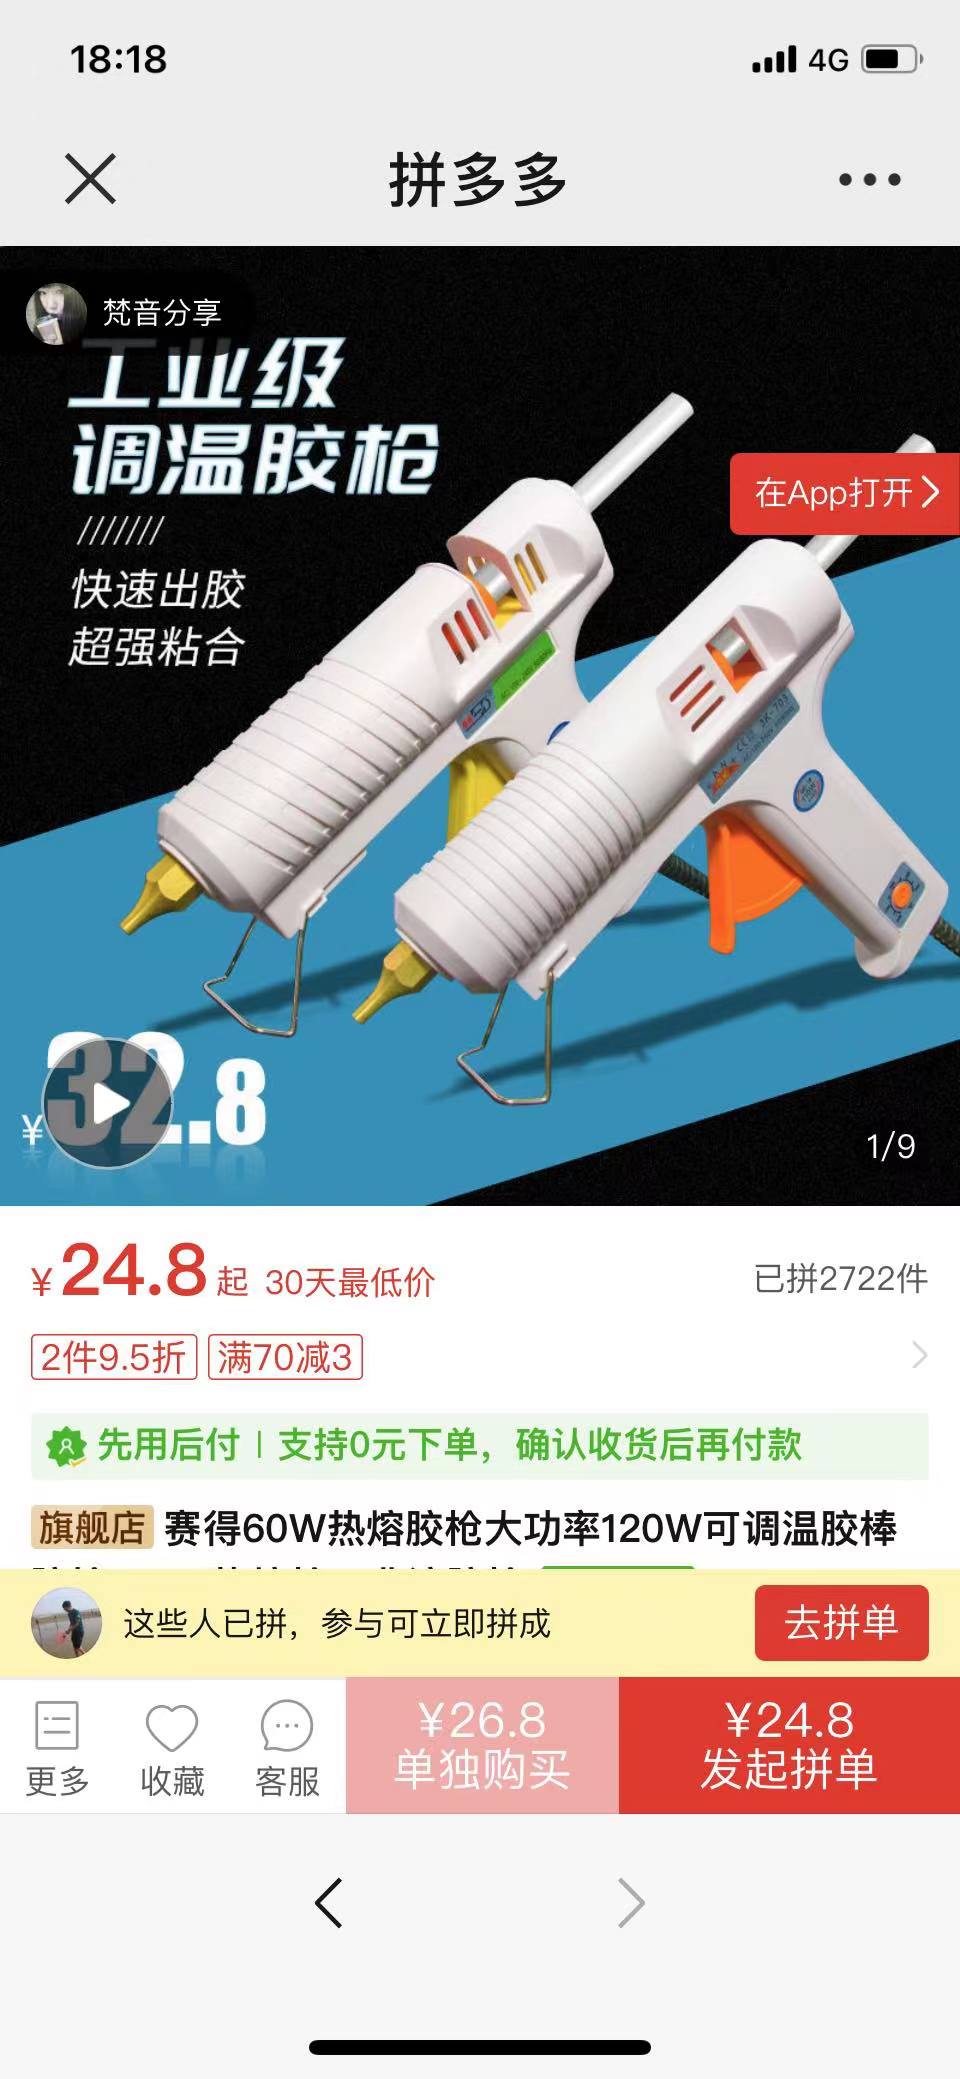 18:18
4G
拼多多
梵音分享
工业级
调温胶枪
在App打开
快速出胶
超强粘合
SK-703
¥32.8
1/9
¥24.8起 30天最低价
已拼2722件
2件9.5折 满70减3
先用后付 | 支持0元下单，确认收货后再付款
旗舰店 赛得60W热熔胶枪大功率120W可调温胶棒
这些人已拼，参与可立即拼成
去拼单
更多
收藏
客服
¥26.8
单独购买
¥24.8
发起拼单